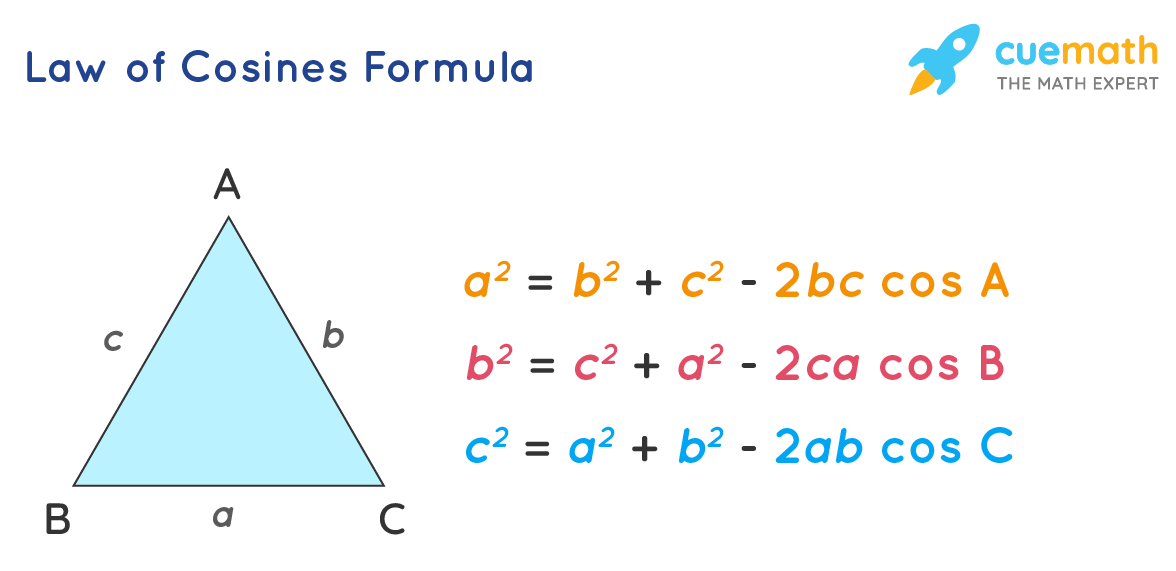 Law of Cosines Formula
cuemath
THE MATH EXPERT
A
c
b
B
a
C
a² = b² + c² - 2bc cos A
b² = c² + a² - 2ca cos B
c² = a² + b² - 2ab cos C